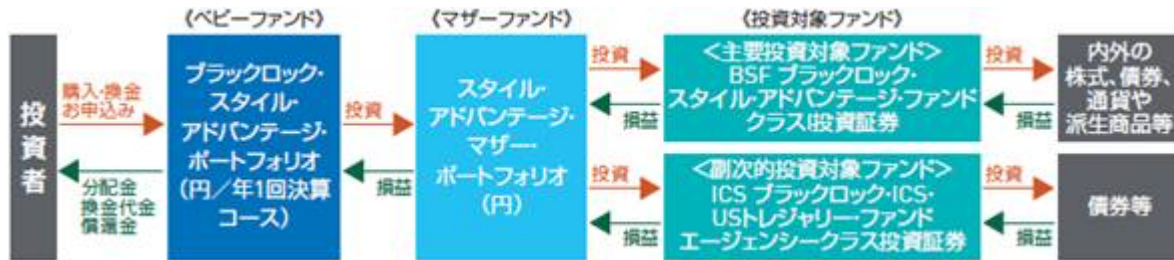 《ベビーファンド》
《マザーファンド》
《投資対象ファンド》
投資者
購入・換金
お申込み
分配金
換金代金
償還金
ブラックロック・
スタイル・
アドバンテージ・
ポートフォリオ
(円／年1回決算
コース)
投資
損益
スタイル・
アドバンテージ・
マザー・
ポートフォリオ
(円)
投資
損益
<主要投資対象ファンド>
BSF ブラックロック・
スタイル・アドバンテージ・ファンド
クラスI投資証券
投資
損益
内外の
株式、債券、
通貨や
派生商品等
投資
損益
<副次的投資対象ファンド>
ICS ブラックロック・ICS・
USトレジャリー・ファンド
エージェンシークラス投資証券
投資
損益
債券等